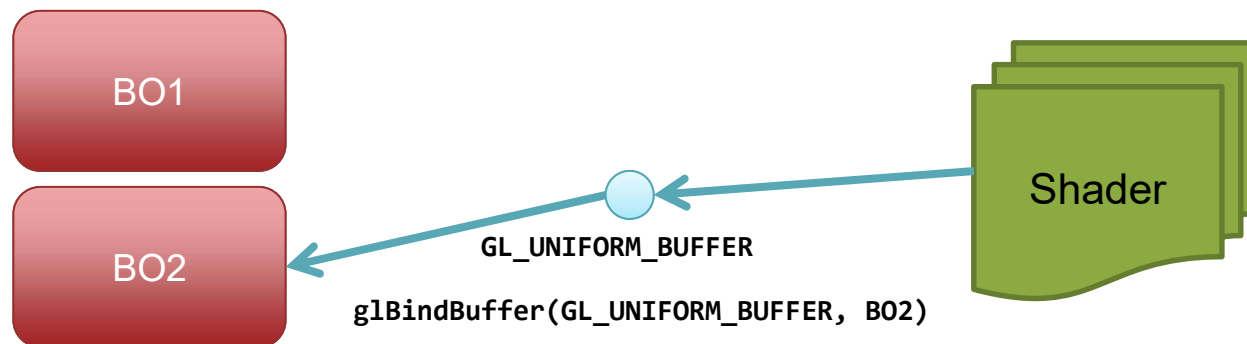 BO1
Shader
BO2
GL_UNIFORM_BUFFER
glBindBuffer(GL_UNIFORM_BUFFER, BO2)